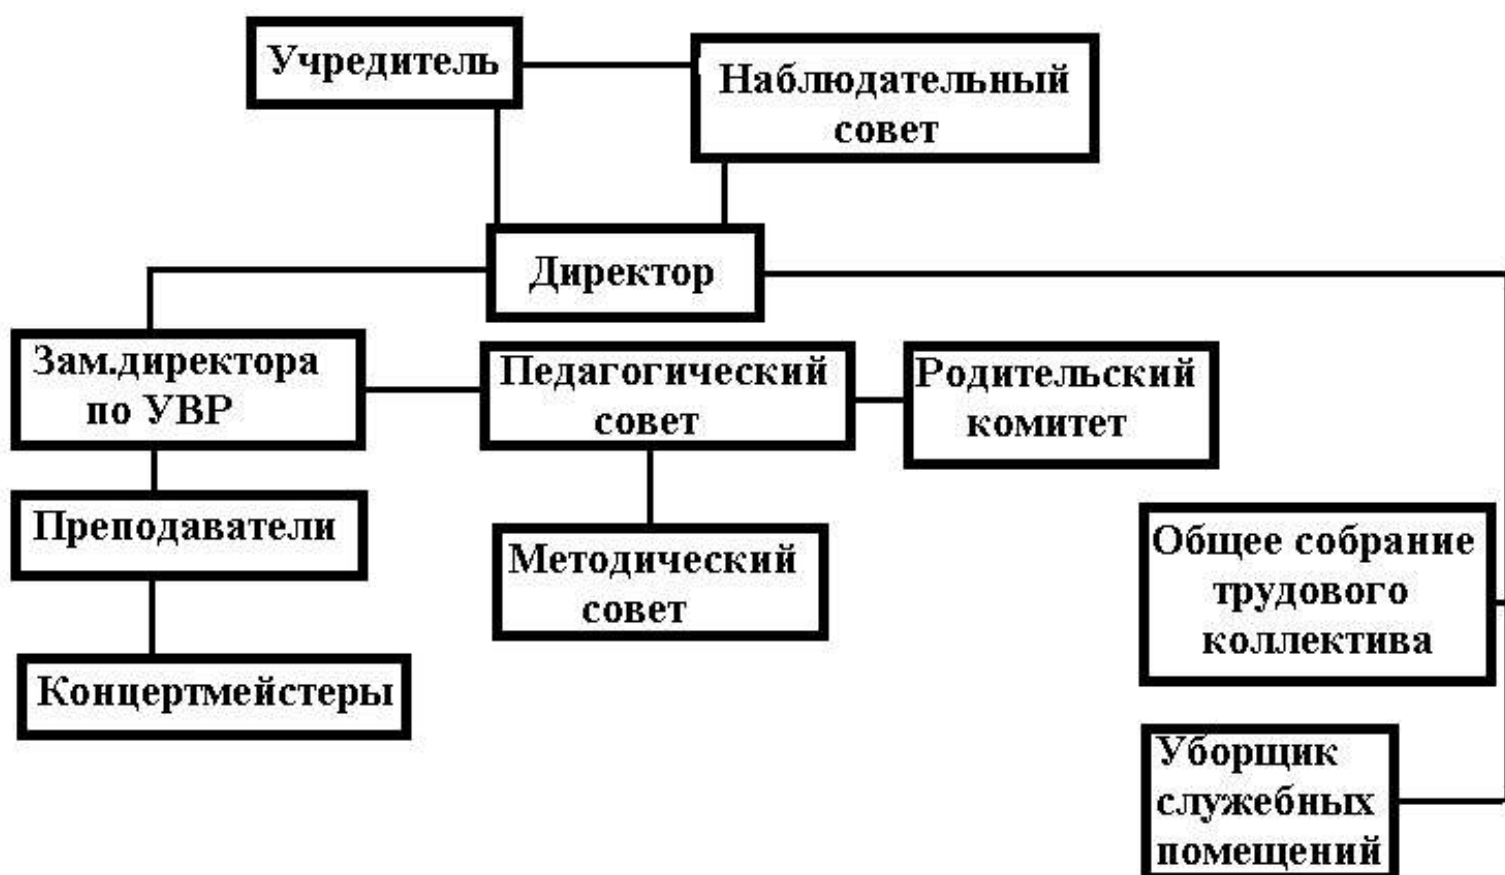 Учредитель
Наблюдательный
совет
Директор
Зам.директора
по УВР
Педагогический
совет
Родительский
комитет
Преподаватели
Методический
совет
Общее собрание
трудового
коллектива
Концертмейстеры
Уборщик
служебных
помещений